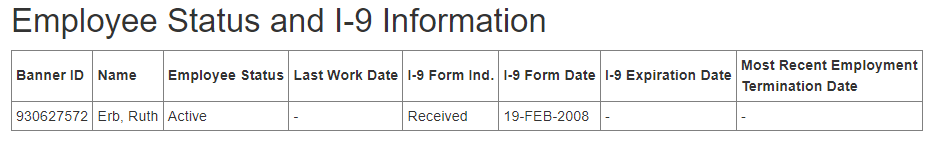 Employee Status and I-9 Information
Banner ID Name Employee Status Last Work Date I-9 Form Ind. I-9 Form Date I-9 Expiration Date Most Recent Employment
Termination Date
930627572 Erb, Ruth Active - Received 19-FEB-2008 - -